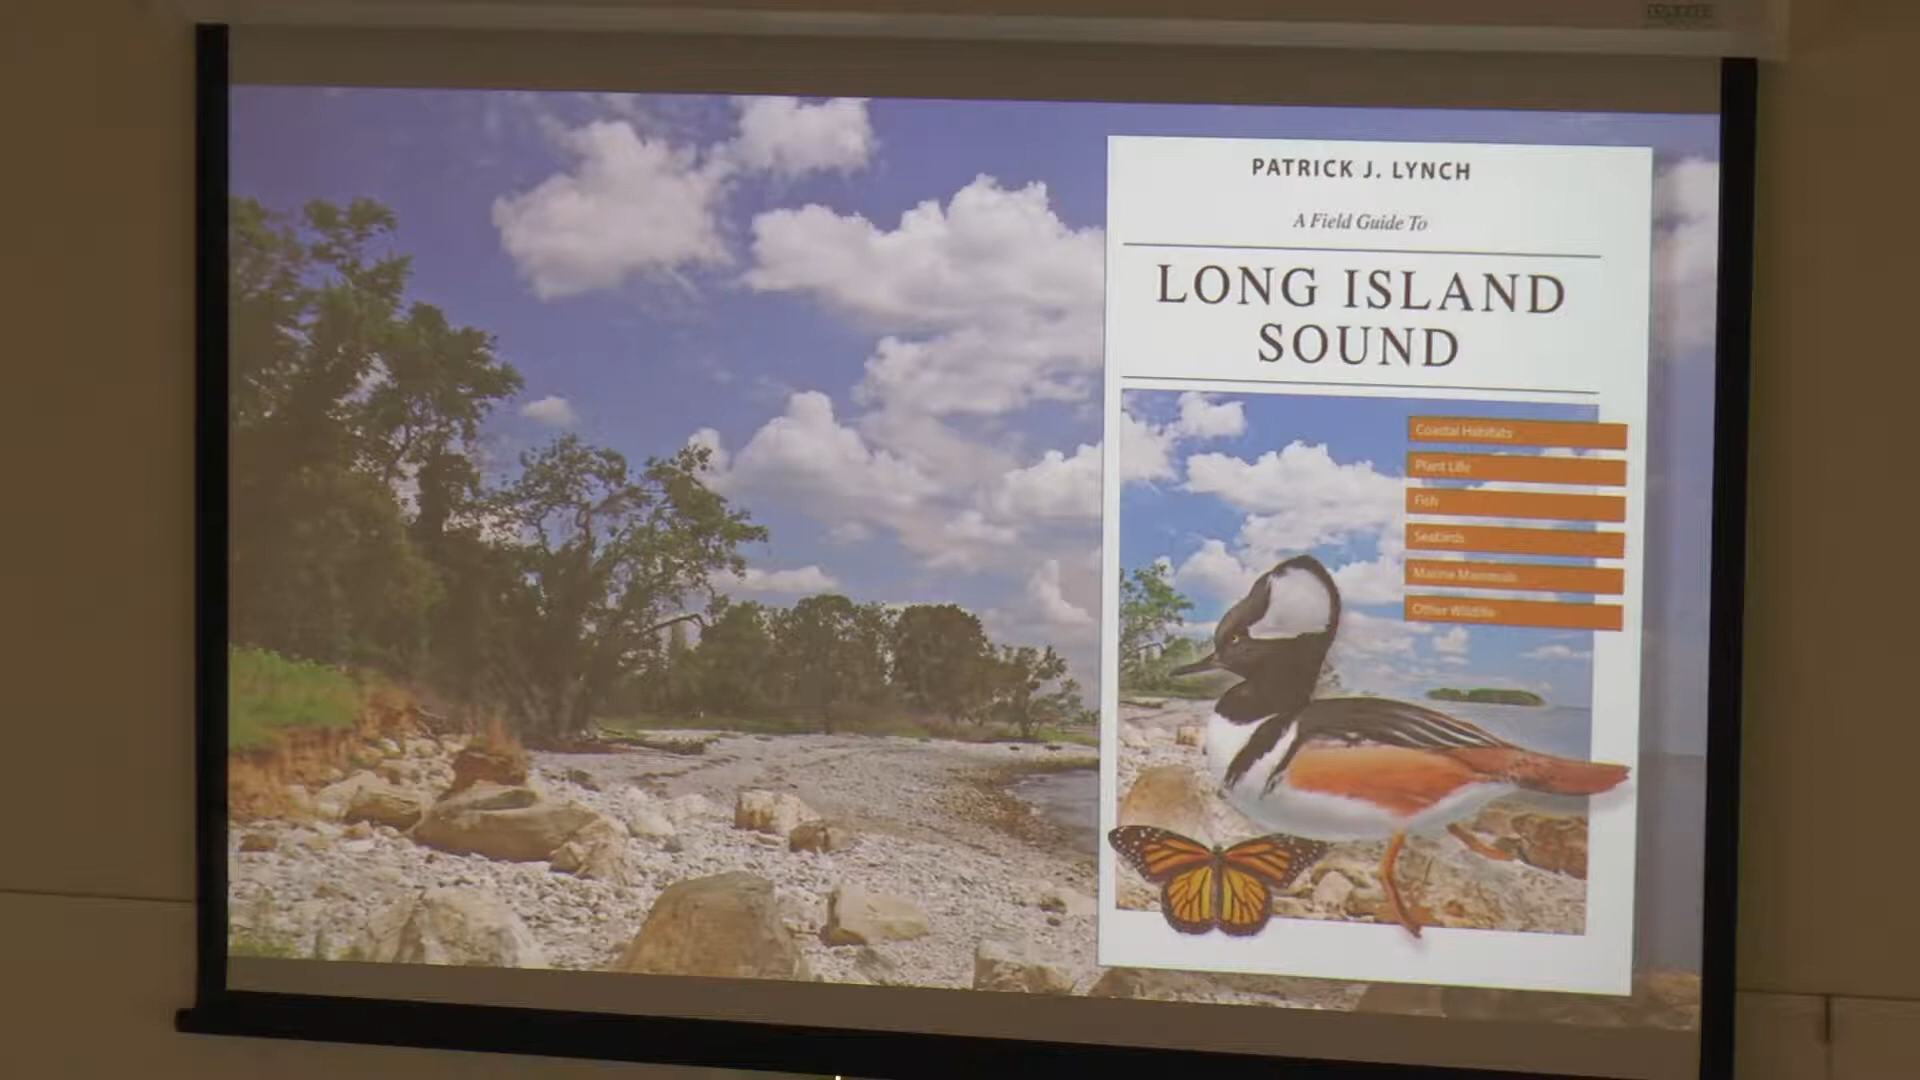 PATRICK J. LYNCH
A Field Guide To
LONG ISLAND
SOUND
Coastal Habitats
Plant Life
Fish
Seabirds
Marine Mammals
Other Wildlife